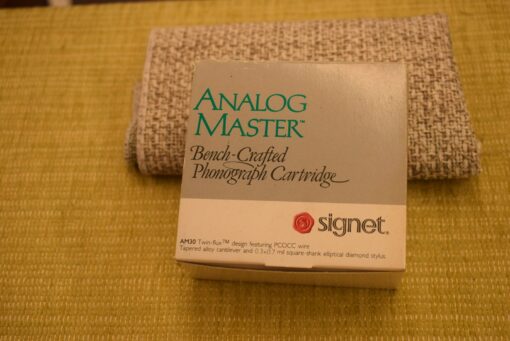 ANALOG
MASTER™
Bench-Crafted
Phonograph Cartridge
signet®
AM30 Twin-flux™ design featuring PCOCC wire
Tapered alloy cantilever and 0.3x0.7 mil square-shank elliptical diamond stylus